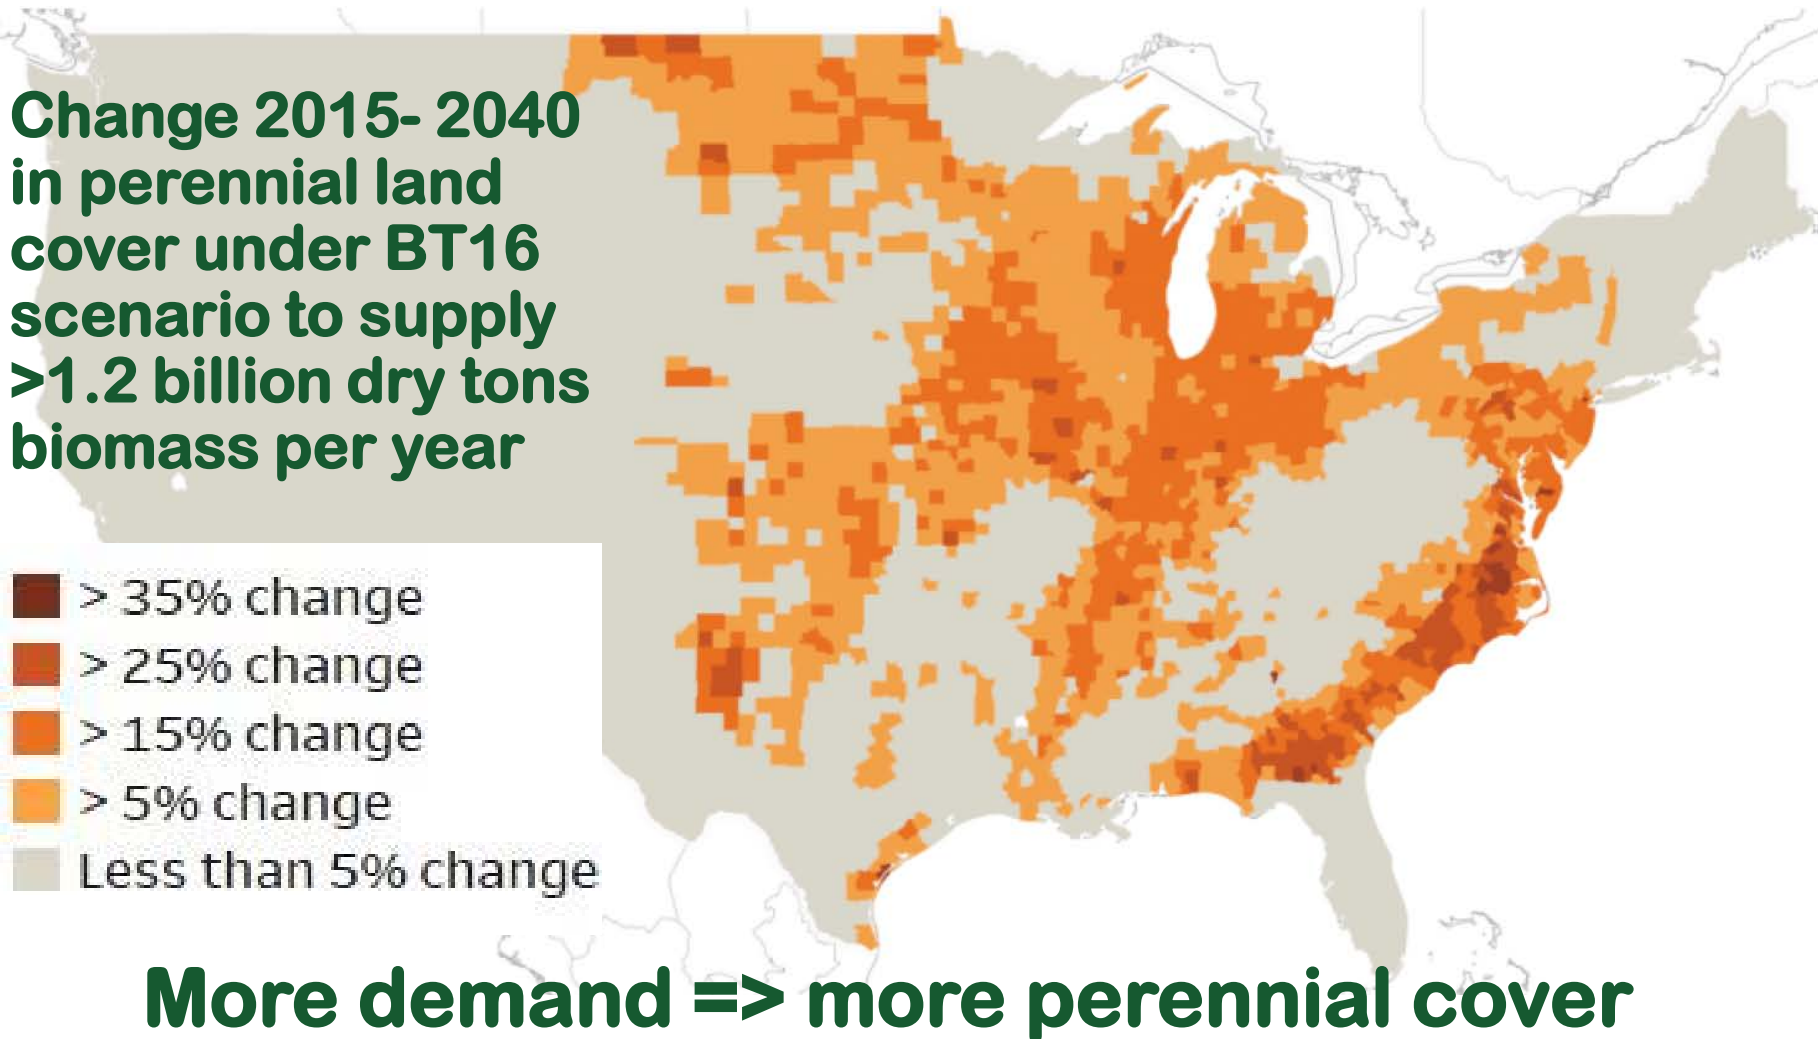 Change 2015- 2040
in perennial land
cover under BT16
scenario to supply
>1.2 billion dry tons
biomass per year
> 35% change
> 25% change
> 15% change
> 5% change
Less than 5% change
More demand => more perennial cover